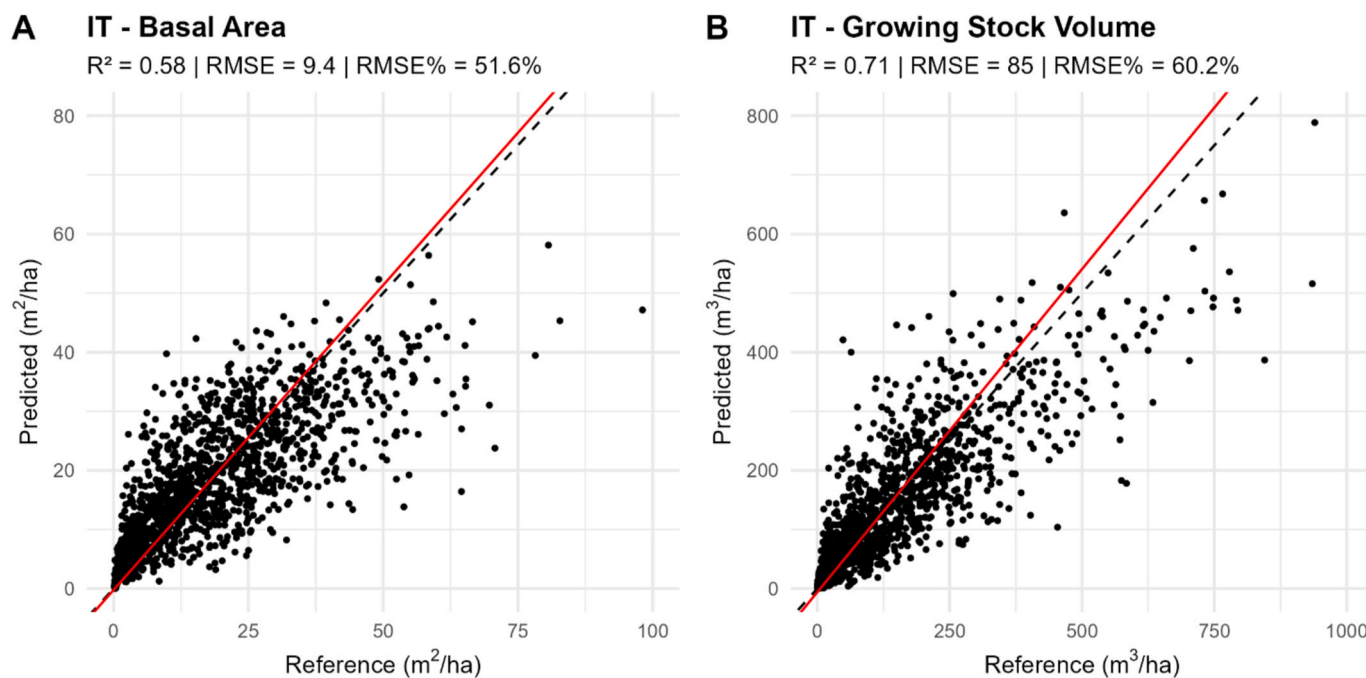 A IT - Basal Area
R² = 0.58 | RMSE = 9.4 | RMSE% = 51.6%
80
60
40
20
0
Predicted (m²/ha)
0 25 50 75 100
Reference (m²/ha)
B IT - Growing Stock Volume
R² = 0.71 | RMSE = 85 | RMSE% = 60.2%
800
600
400
200
0
Predicted (m³/ha)
0 250 500 750 1000
Reference (m³/ha)